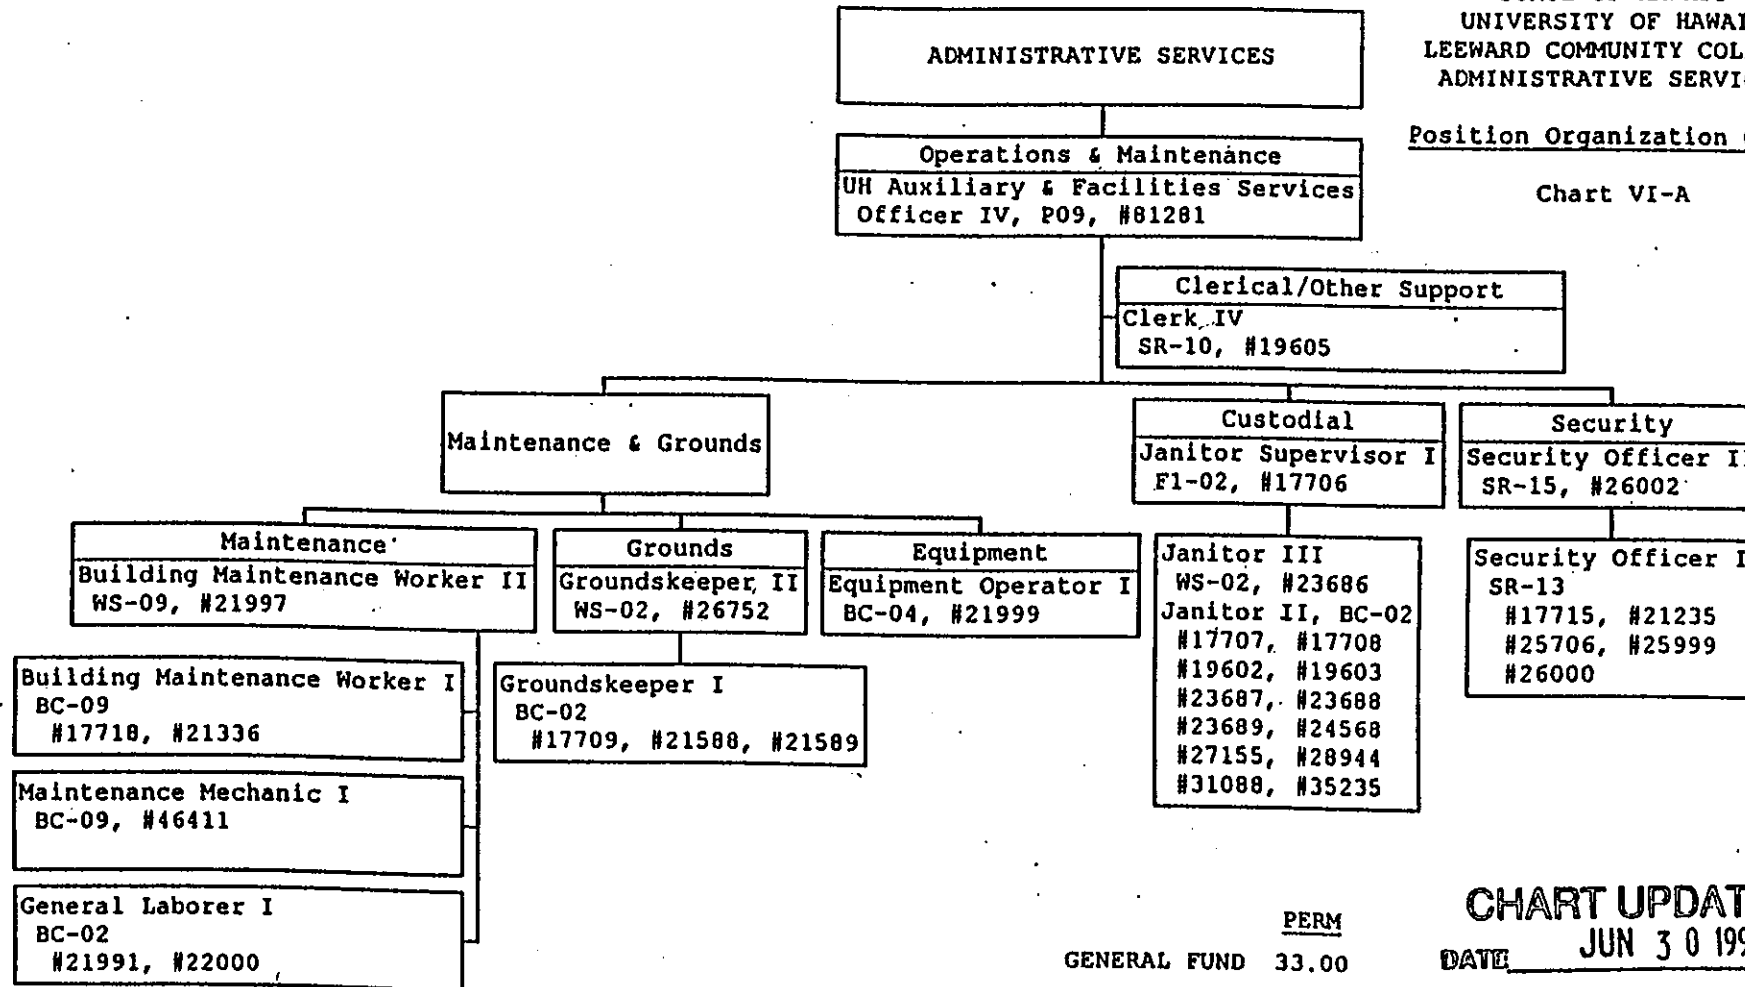 ADMINISTRATIVE SERVICES
UNIVERSITY OF
LEEWARD COMMUNITY
ADMINISTRATIVE
Position Organization
Chart VI-A
Operations & Maintenance
UH Auxiliary & Facilities Services
Officer IV, P09, #81281
Clerical/Other Support
Clerk IV
SR-10, #19605
Maintenance & Grounds
Custodial
Janitor Supervisor I
F1-02, #17706
Security
Security Officer II
SR-15, #26002
Maintenance
Building Maintenance Worker II
WS-09, #21997
Grounds
Groundskeeper II
WS-02, #26752
Equipment
Equipment Operator I
BC-04, #21999
Janitor III
WS-02, #23686
Janitor II, BC-02
#17707, #17708
#19602, #19603
#23687, #23688
#23689, #24568
#27155, #28944
#31088, #35235
Security Officer I
SR-13
#17715, #21235
#25706, #25999
#26000
Building Maintenance Worker I
BC-09
#17718, #21336
Groundskeeper I
BC-02
#17709, #21588, #21589
Maintenance Mechanic I
BC-09, #46411
General Laborer I
BC-02
#21991, #22000
PERM
GENERAL FUND 33.00
CHART
DATE JUN 30